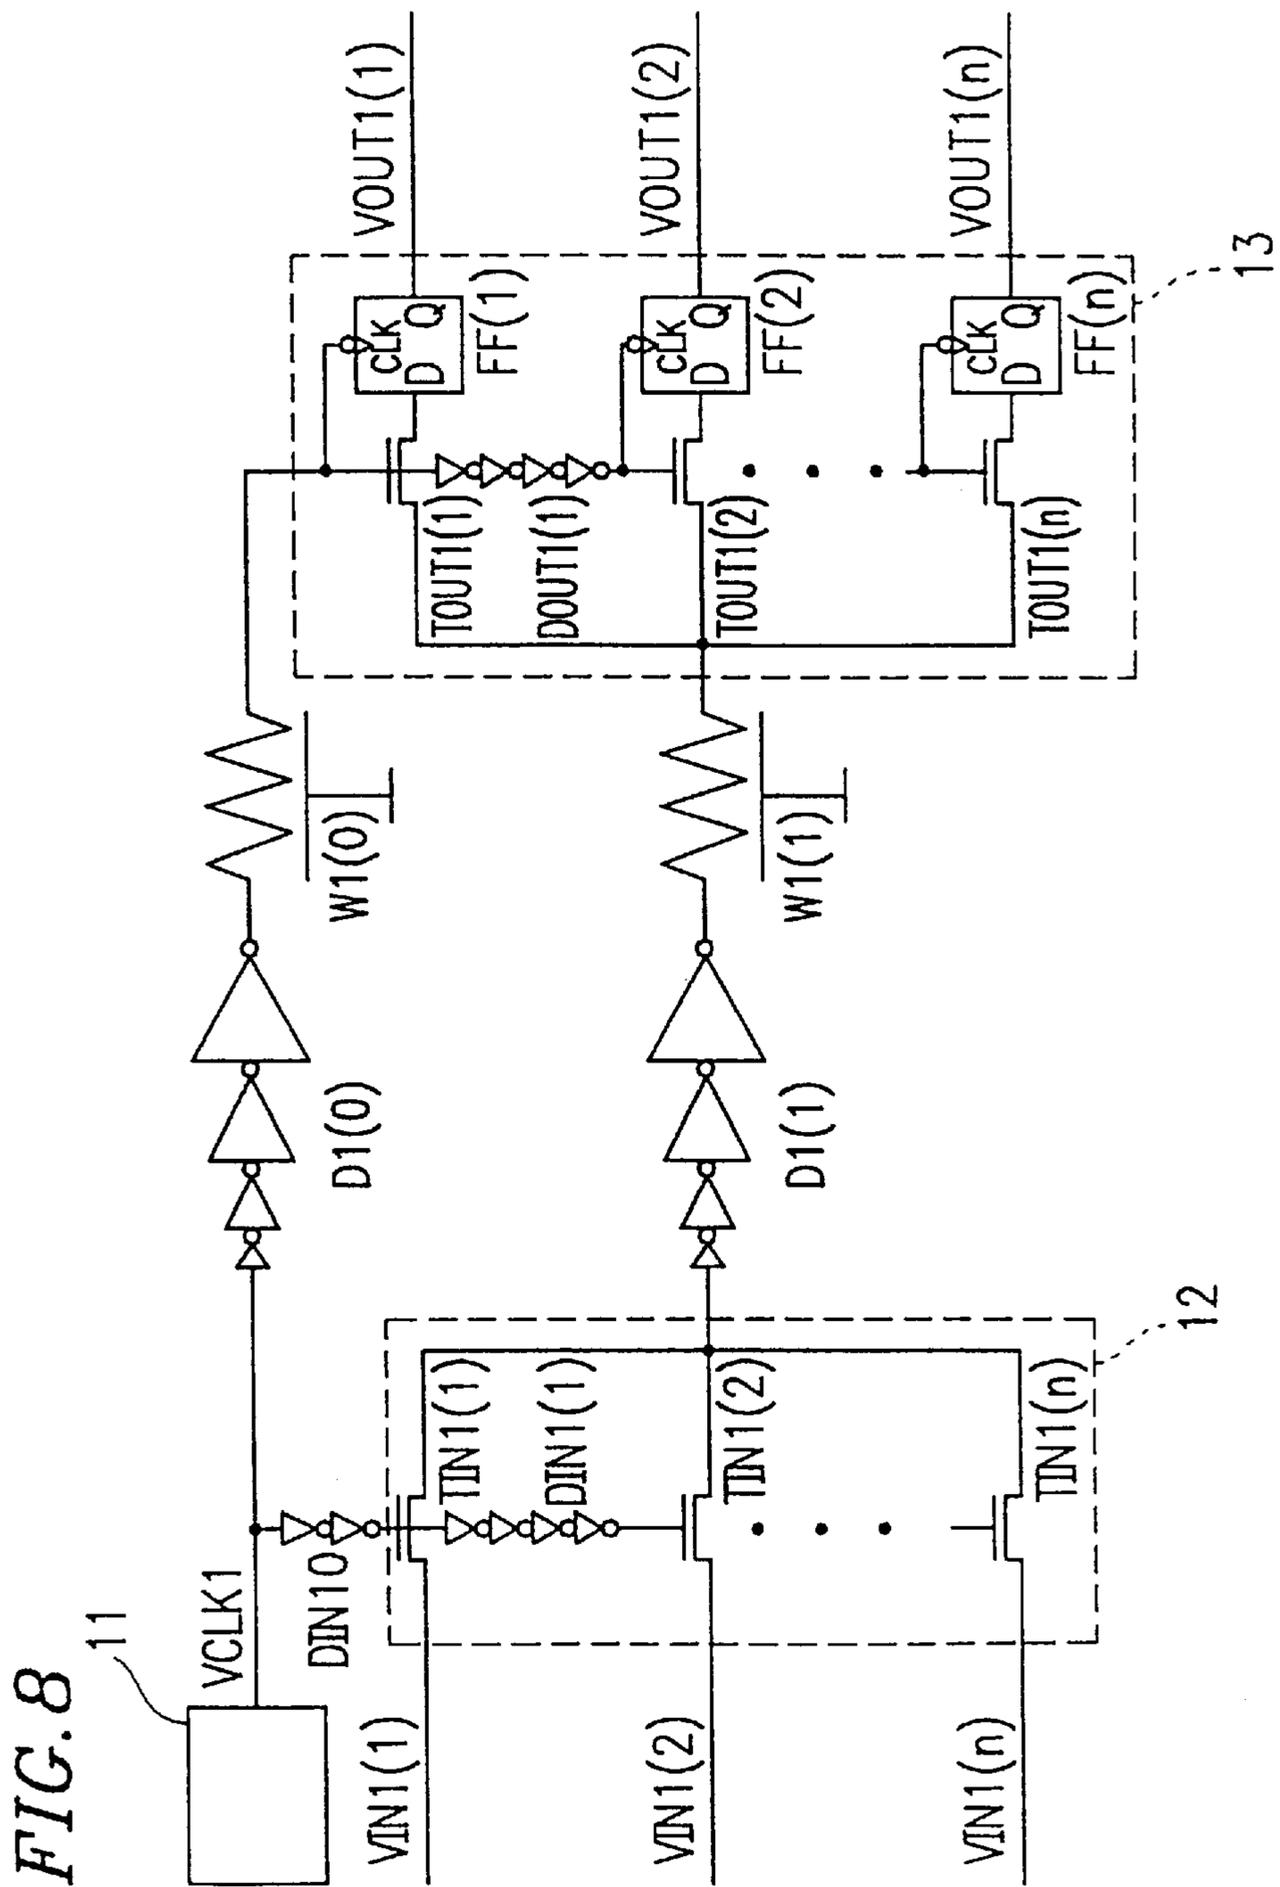 FIG. 8
11
VCLK1
D1(0)
W1(0)
DIN10
VIN1(1)
TIN1(1)
DIN1(1)
VIN1(2)
TIN1(2)
VIN1(n)
TIN1(n)
12
D1(1)
W1(1)
TOUT1(1)
DOUT1(1)
TOUT1(2)
TOUT1(n)
CLK
D Q
FF(1)
VOUT1(1)
CLK
D Q
FF(2)
VOUT1(2)
CLK
D Q
FF(n)
VOUT1(n)
13